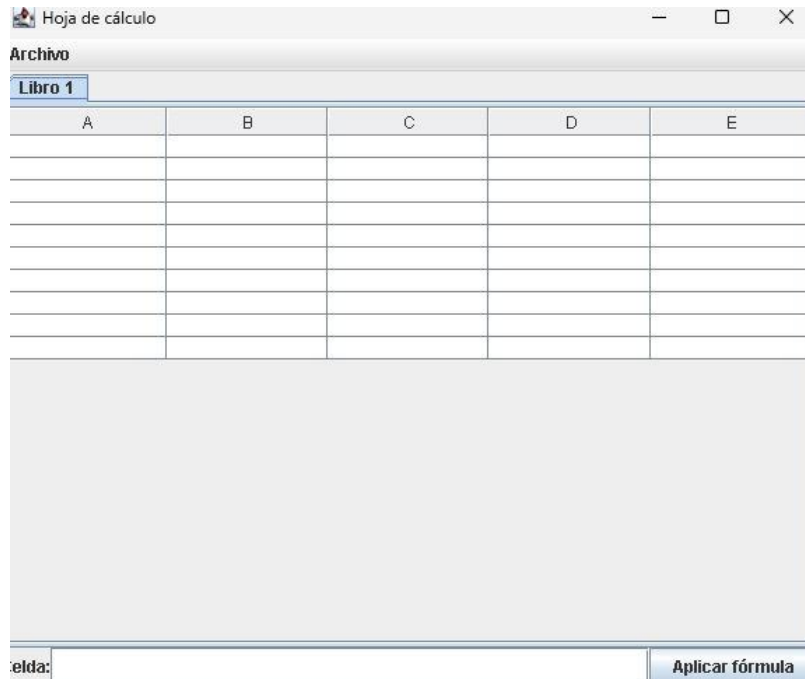 Hoja de cálculo
Archivo
Libro 1
A B C D E
elda: Aplicar fórmula